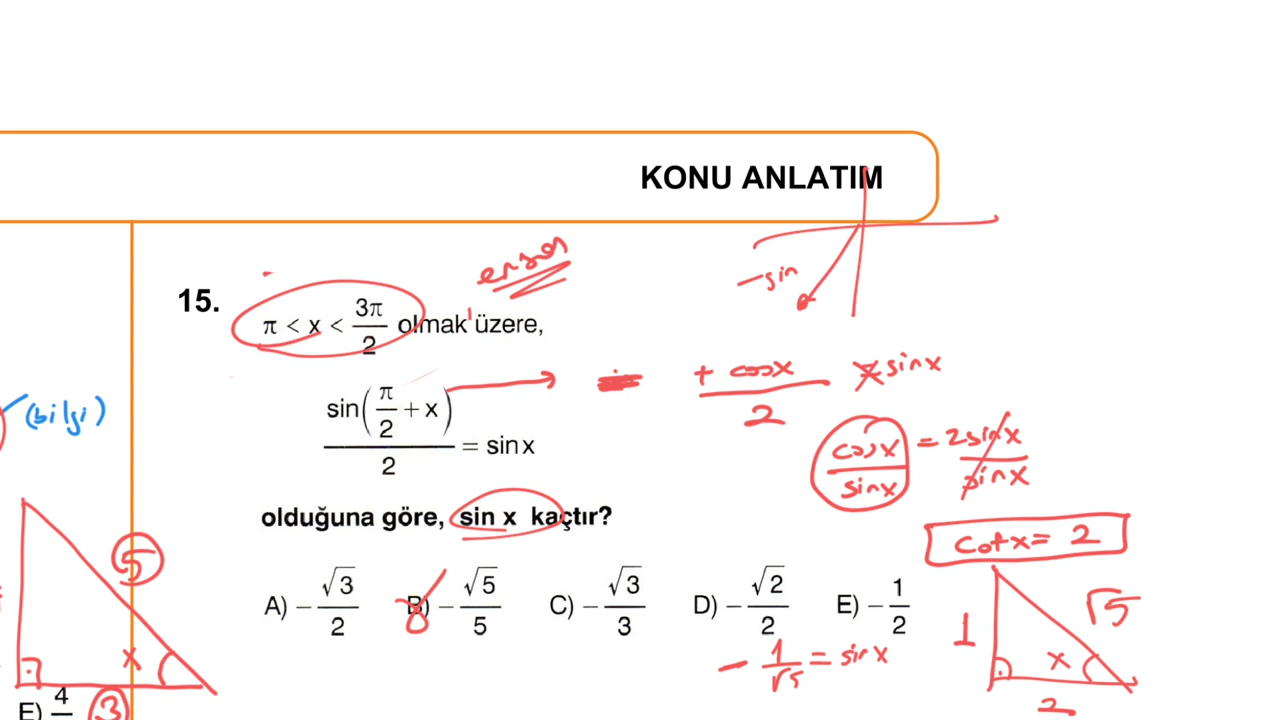 KONU ANLATIM
15.
π < x < 3π/2 olmak üzere,
sin(π/2 + x)/2 = sinx
olduğuna göre, sin x kaçtır?
A) -√3/2 B) -√5/5 C) -√3/3 D) -√2/2 E) -1/2
-sin
+ cosx/2 sinx
cosx/sinx = 2sinx/sinx
cotx = 2
1 √5 x 2
- 1/√5 = sinx
(bilgi)
5
x
3
E) 4